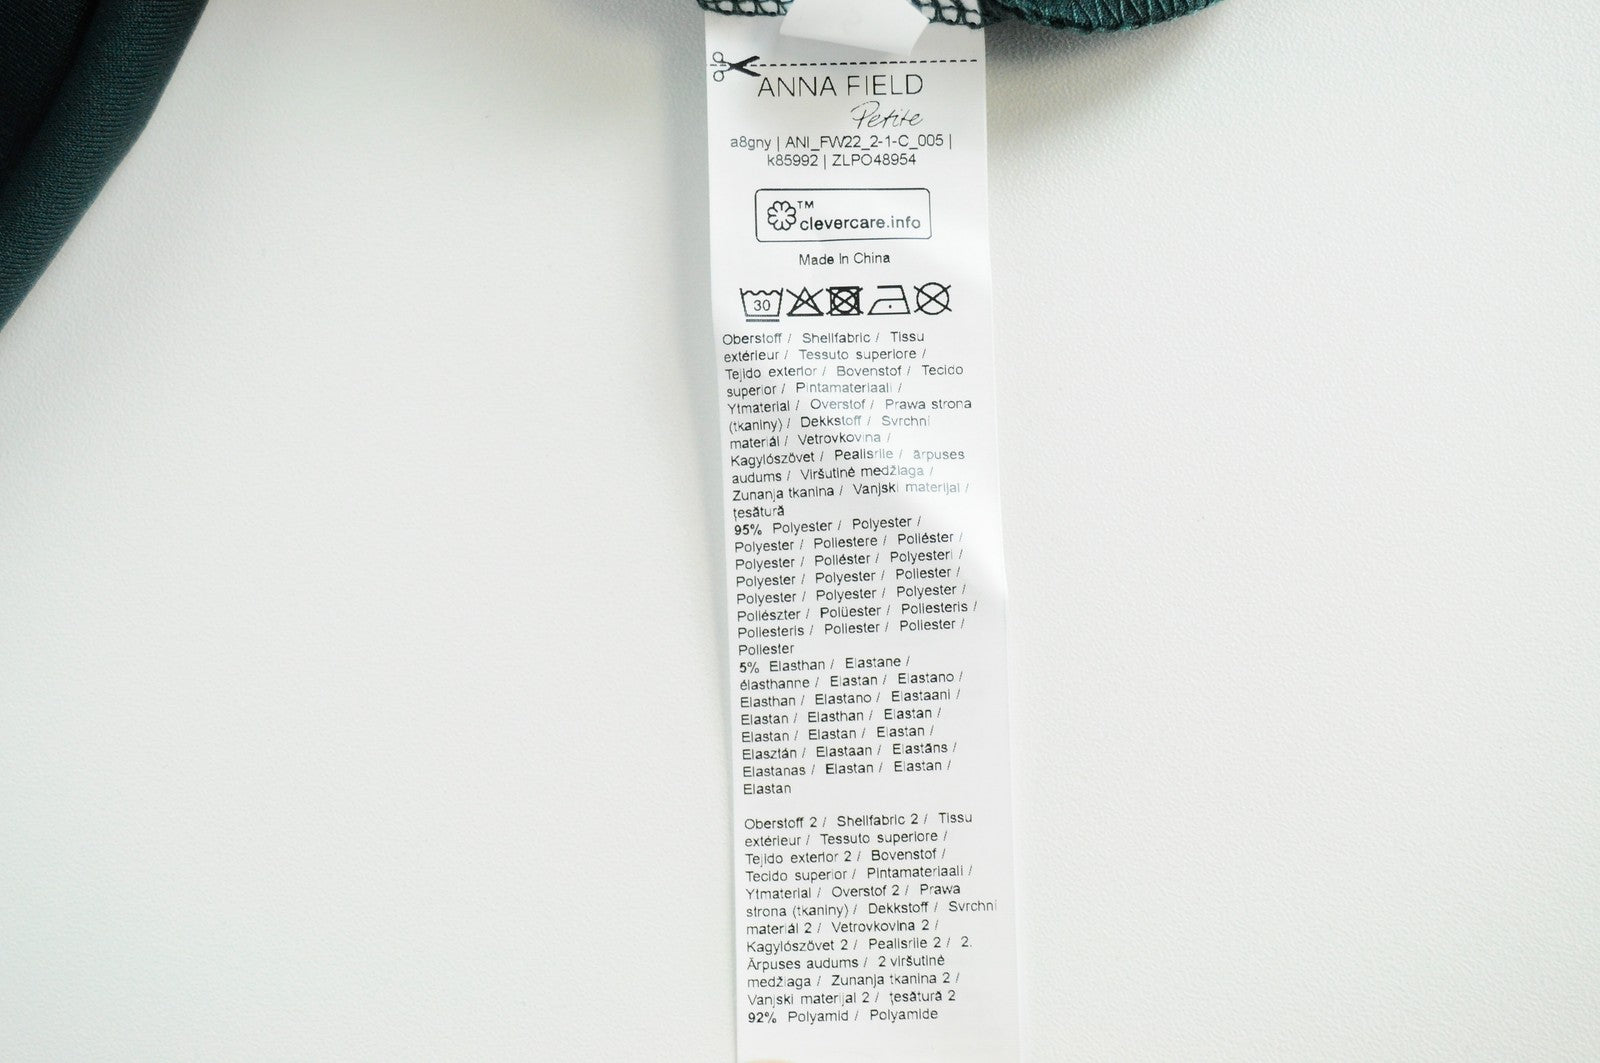 ANNA FIELD
Petite
a8gny | ANI_FW22_2-1-C_005 |
k85992 | ZLPO48954
TM
clevercare.info
Made In China
30
Oberstoff / Shellfabric / Tissu
extérieur / Tessuto superiore /
Tejido exterior / Bovenstof / Tecido
superior / Pintamateriaali /
Ytmaterial / Overstof / Prawa strona
(tkaniny) / Dekkstoff / Svrchní
materiál / Vetrovkovina /
Kagylószövet / Pealisriie / ārpuses
audums / Viršutinė medžiaga /
Zunanja tkanina / Vanjski materijal /
țesătură
95% Polyester / Polyester /
Polyester / Poliestere / Poliéster /
Polyester / Poliéster / Polyesteri /
Polyester / Polyester / Poliester /
Polyester / Polyester / Polyester /
Poliészter / Polüester / Poliesteris /
Poliesteris / Poliester / Poliester /
Poliester
5% Elasthan / Elastane /
élasthanne / Elastan / Elastano /
Elasthan / Elastano / Elastaani /
Elastan / Elasthan / Elastan /
Elastan / Elastan / Elastan /
Elasztán / Elastaan / Elastāns /
Elastanas / Elastan / Elastan /
Elastan
Oberstoff 2 / Shellfabric 2 / Tissu
extérieur / Tessuto superiore /
Tejido exterior 2 / Bovenstof /
Tecido superior / Pintamateriaali /
Ytmaterial / Overstof 2 / Prawa
strona (tkaniny) / Dekkstoff / Svrchní
materiál 2 / Vetrovkovina 2 /
Kagylószövet 2 / Pealisriie 2 / 2.
Ārpuses audums / 2 viršutinė
medžiaga / Zunanja tkanina 2 /
Vanjski materijal 2 / țesătură 2
92% Polyamid / Polyamide